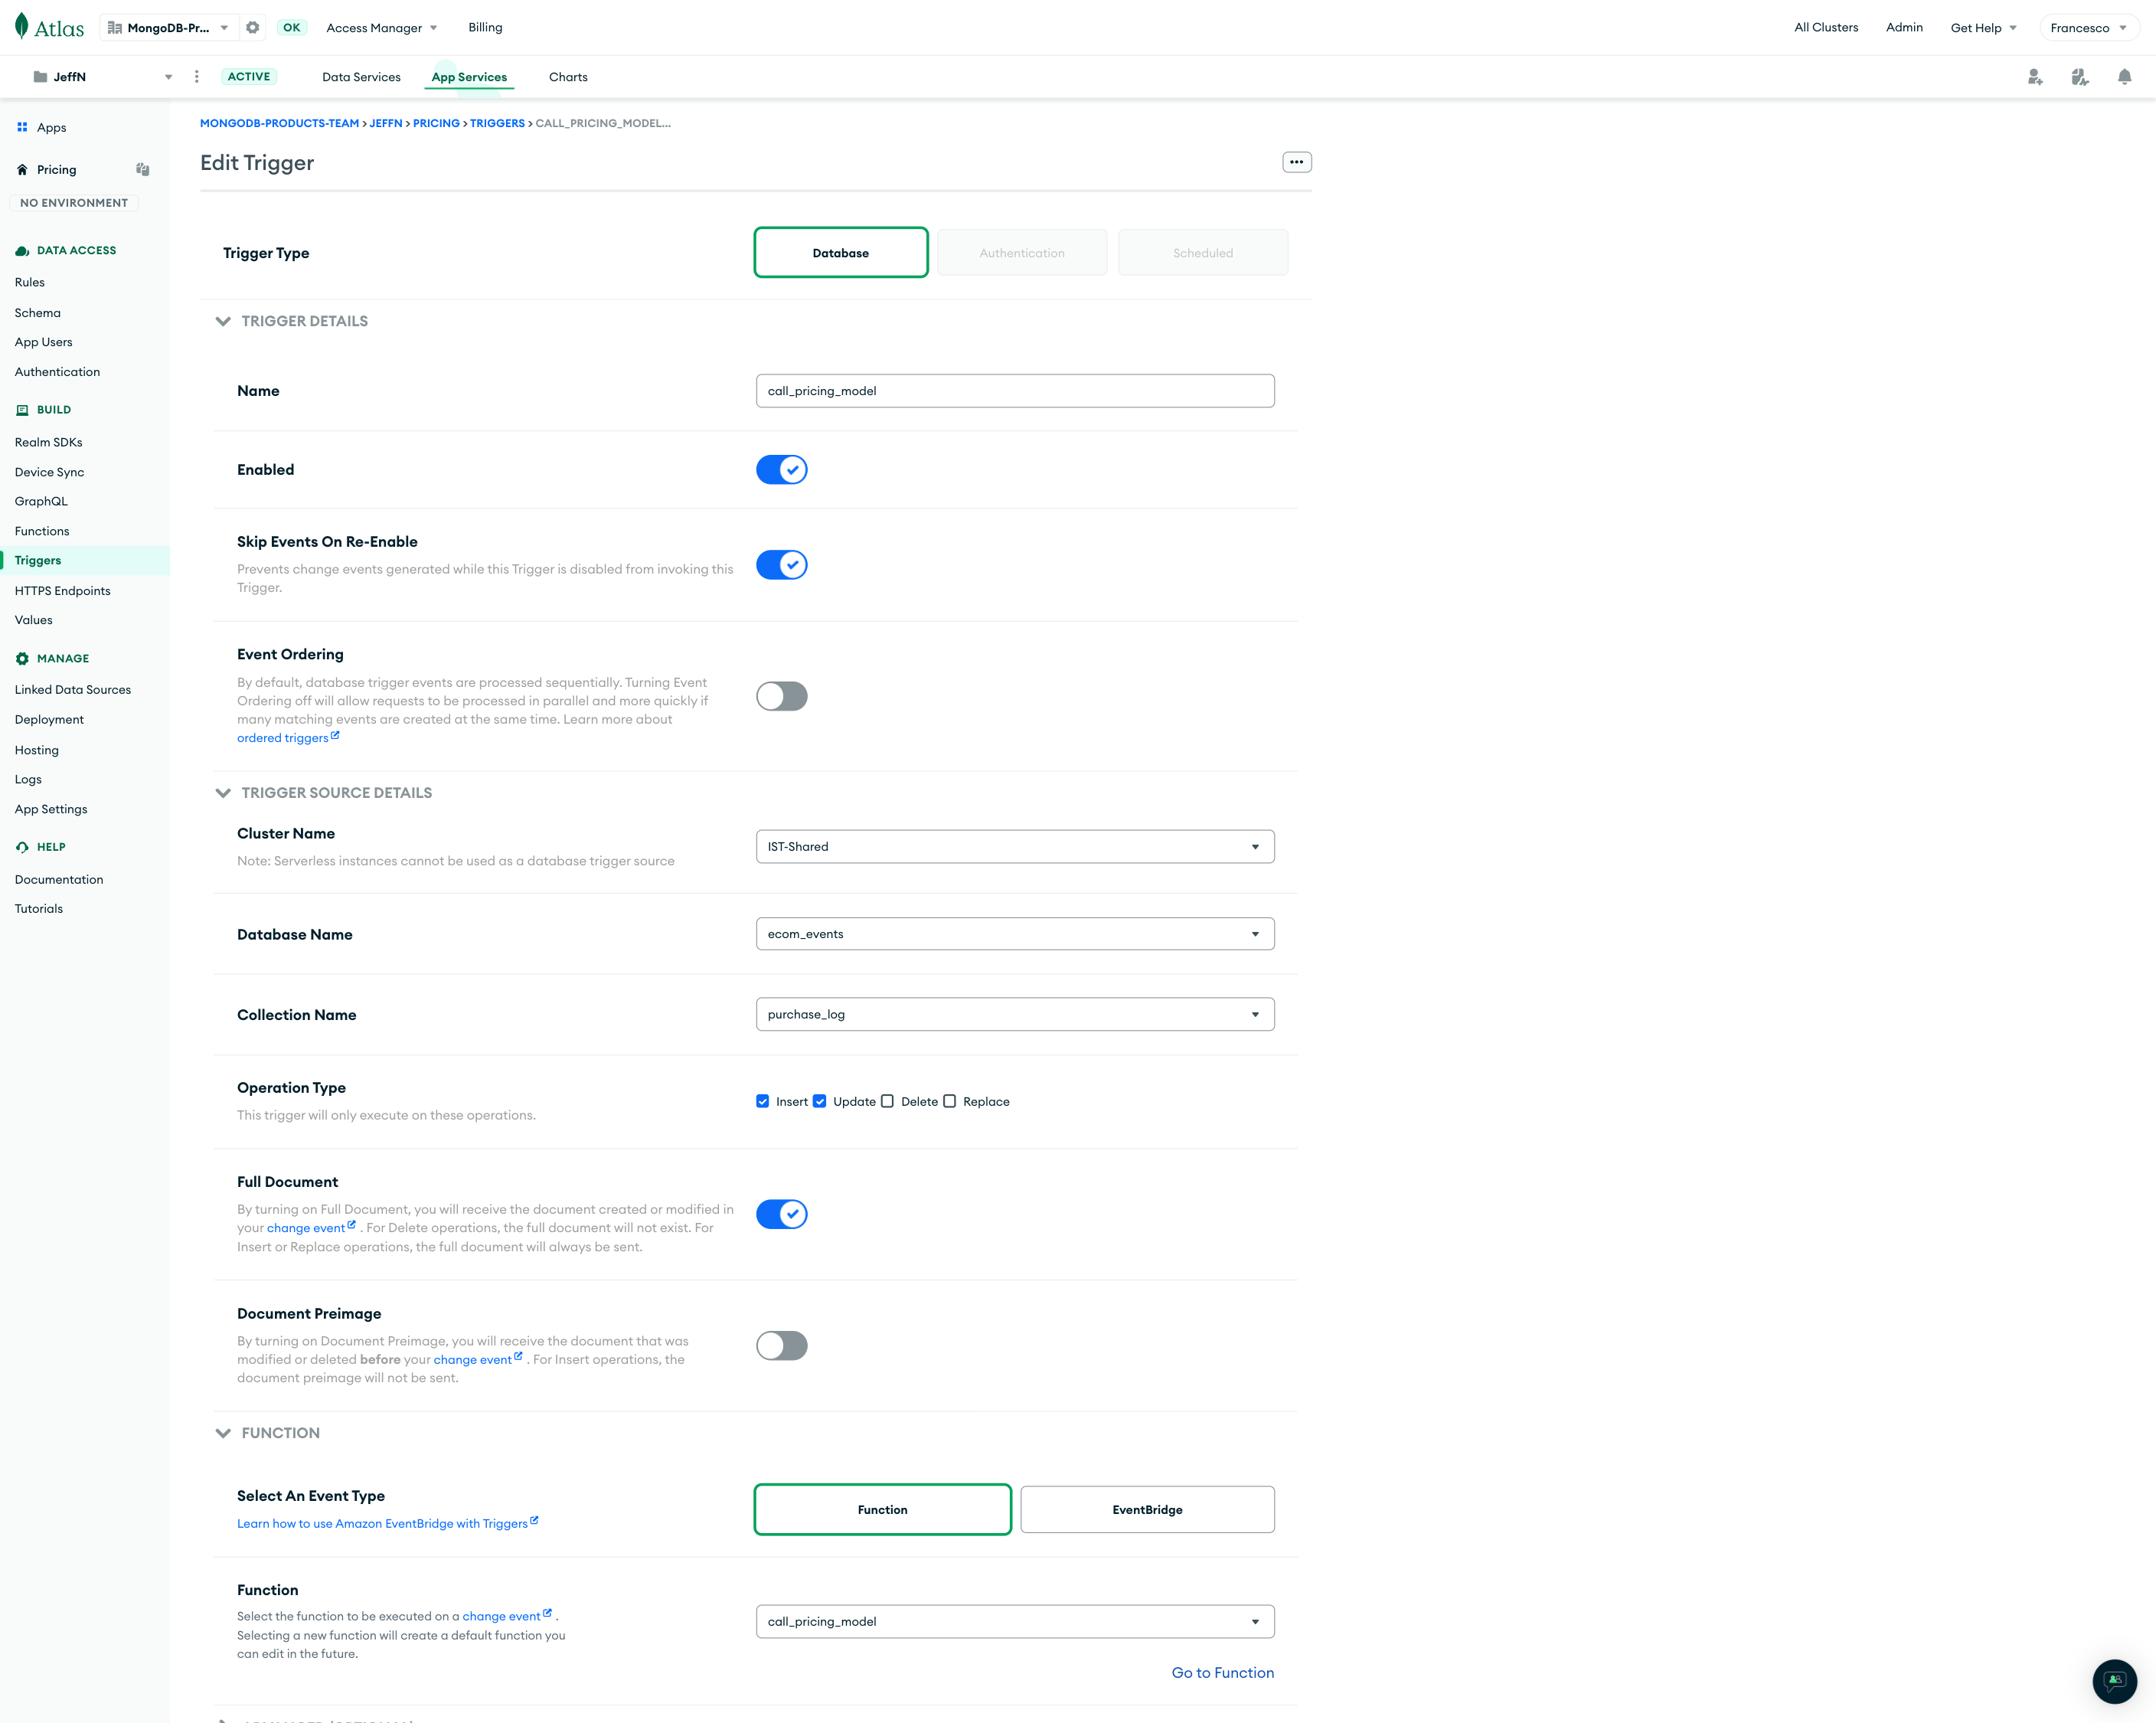 Atlas
MongoDB-Pr...
OK
Access Manager
Billing
All Clusters
Admin
Get Help
Francesco
JeffN
ACTIVE
Data Services
App Services
Charts
Apps
Pricing
NO ENVIRONMENT
DATA ACCESS
Rules
Schema
App Users
Authentication
BUILD
Realm SDKs
Device Sync
GraphQL
Functions
Triggers
HTTPS Endpoints
Values
MANAGE
Linked Data Sources
Deployment
Hosting
Logs
App Settings
HELP
Documentation
Tutorials
MONGODB-PRODUCTS-TEAM > JEFFN > PRICING > TRIGGERS > CALL_PRICING_MODEL...
Edit Trigger
Trigger Type
Database
Authentication
Scheduled
TRIGGER DETAILS
Name
call_pricing_model
Enabled
Skip Events On Re-Enable
Prevents change events generated while this Trigger is disabled from invoking this
Trigger.
Event Ordering
By default, database trigger events are processed sequentially. Turning Event
Ordering off will allow requests to be processed in parallel and more quickly if
many matching events are created at the same time. Learn more about
ordered triggers
TRIGGER SOURCE DETAILS
Cluster Name
Note: Serverless instances cannot be used as a database trigger source
IST-Shared
Database Name
ecom_events
Collection Name
purchase_log
Operation Type
This trigger will only execute on these operations.
Insert Update Delete Replace
Full Document
By turning on Full Document, you will receive the document created or modified in
your change event . For Delete operations, the full document will not exist. For
Insert or Replace operations, the full document will always be sent.
Document Preimage
By turning on Document Preimage, you will receive the document that was
modified or deleted before your change event . For Insert operations, the
document preimage will not be sent.
FUNCTION
Select An Event Type
Learn how to use Amazon EventBridge with Triggers
Function
EventBridge
Function
Select the function to be executed on a change event .
Selecting a new function will create a default function you
can edit in the future.
call_pricing_model
Go to Function